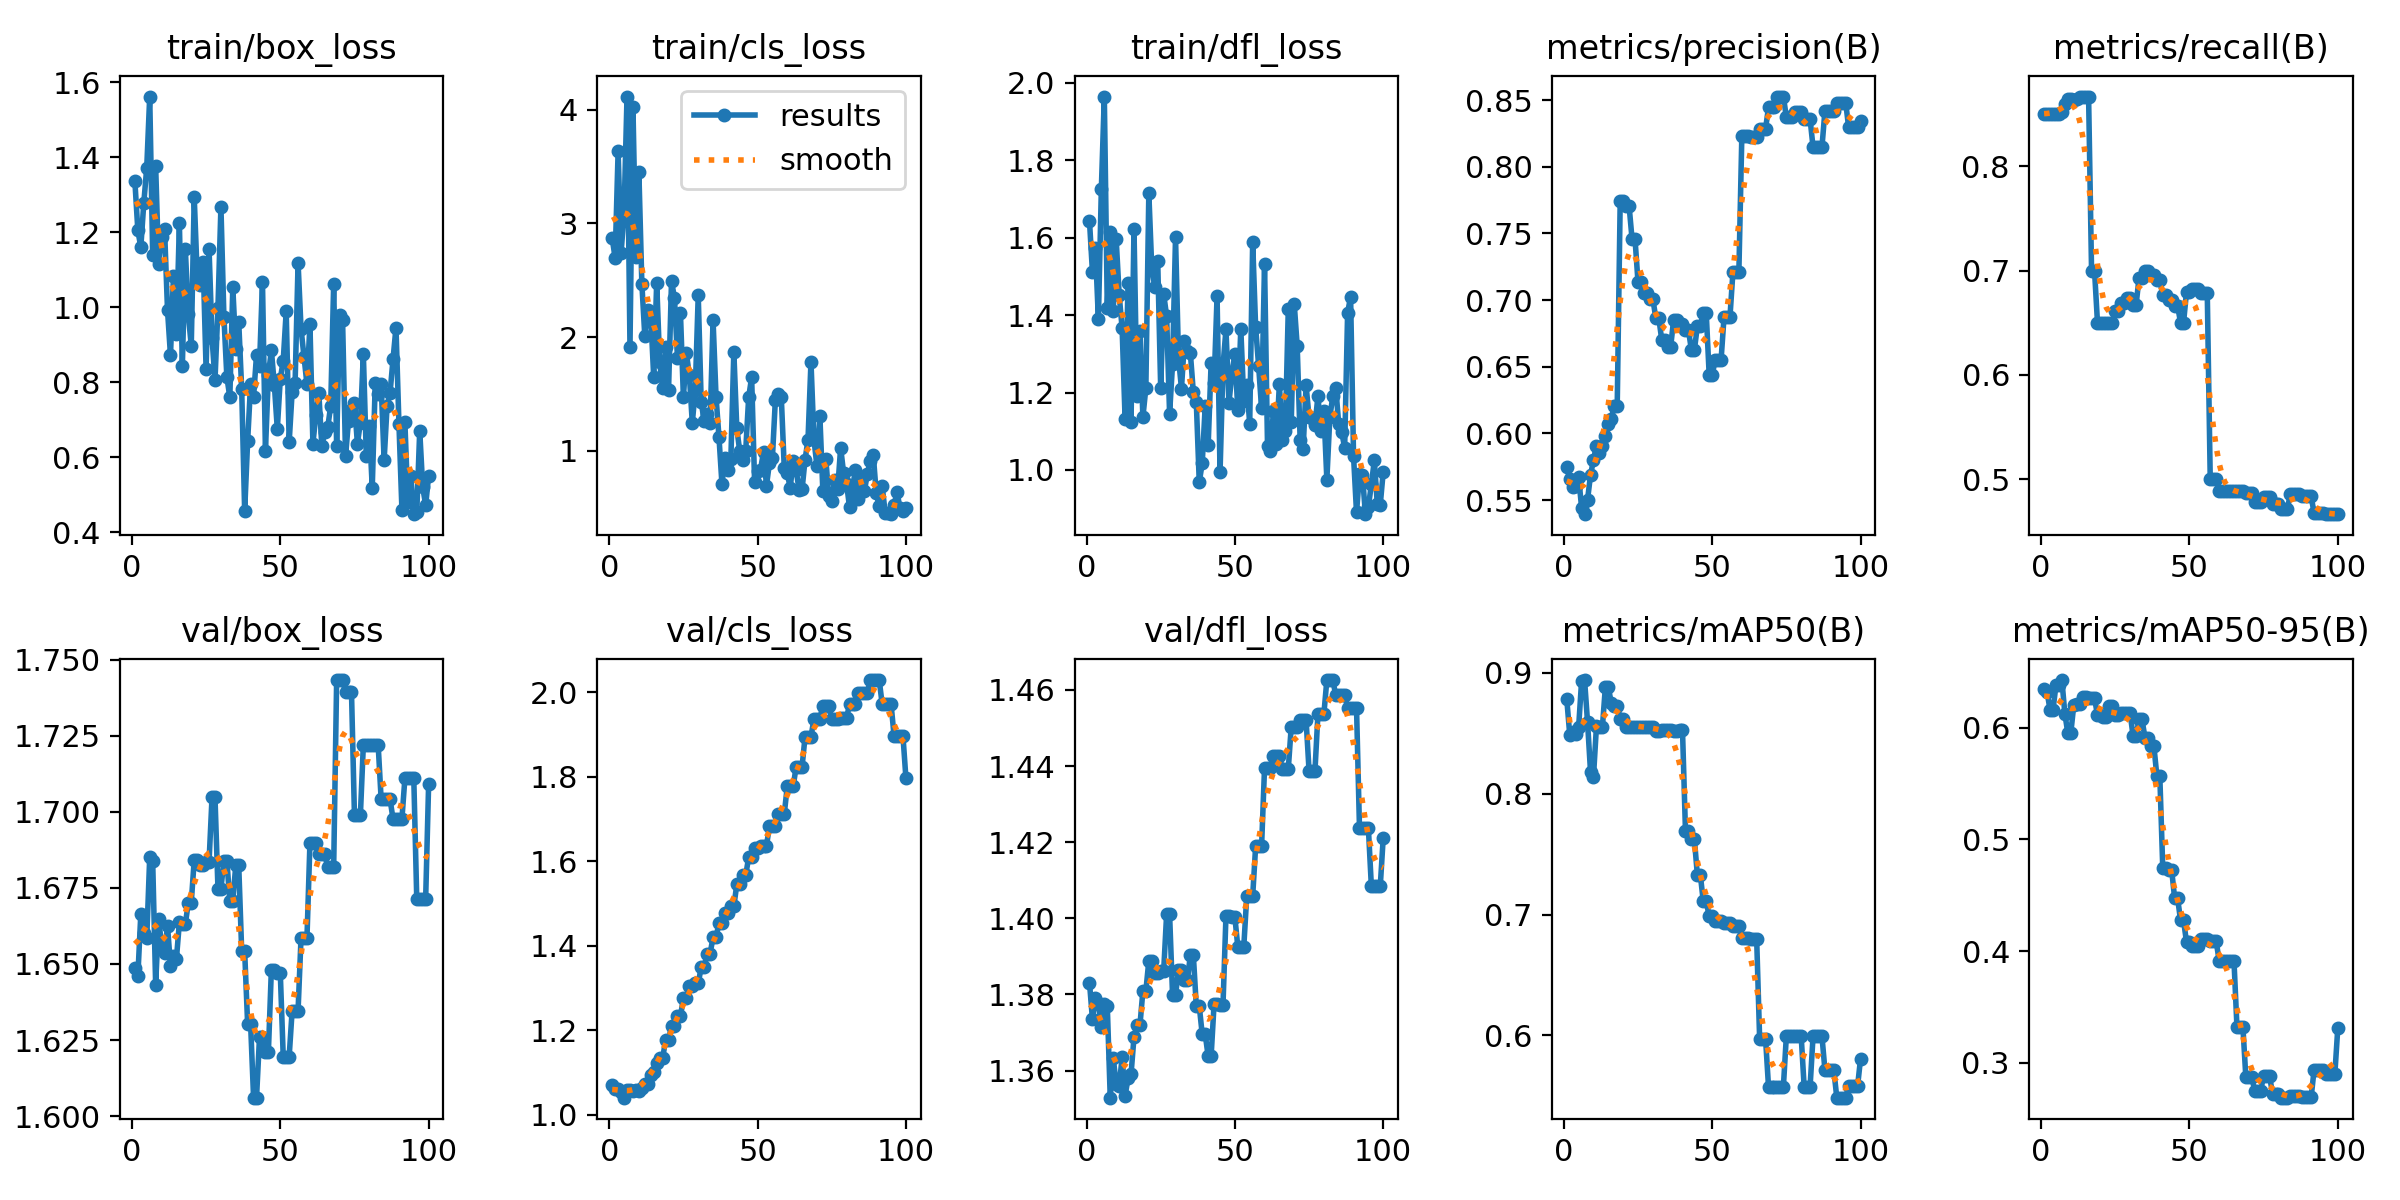 train/box_loss
1.6
1.4
1.2
1.0
0.8
0.6
0.4
0 50 100
train/cls_loss
results
smooth
4
3
2
1
0 50 100
train/dfl_loss
2.0
1.8
1.6
1.4
1.2
1.0
0 50 100
metrics/precision(B)
0.85
0.80
0.75
0.70
0.65
0.60
0.55
0 50 100
metrics/recall(B)
0.8
0.7
0.6
0.5
0 50 100
val/box_loss
1.750
1.725
1.700
1.675
1.650
1.625
1.600
0 50 100
val/cls_loss
2.0
1.8
1.6
1.4
1.2
1.0
0 50 100
val/dfl_loss
1.46
1.44
1.42
1.40
1.38
1.36
0 50 100
metrics/mAP50(B)
0.9
0.8
0.7
0.6
0 50 100
metrics/mAP50-95(B)
0.6
0.5
0.4
0.3
0 50 100